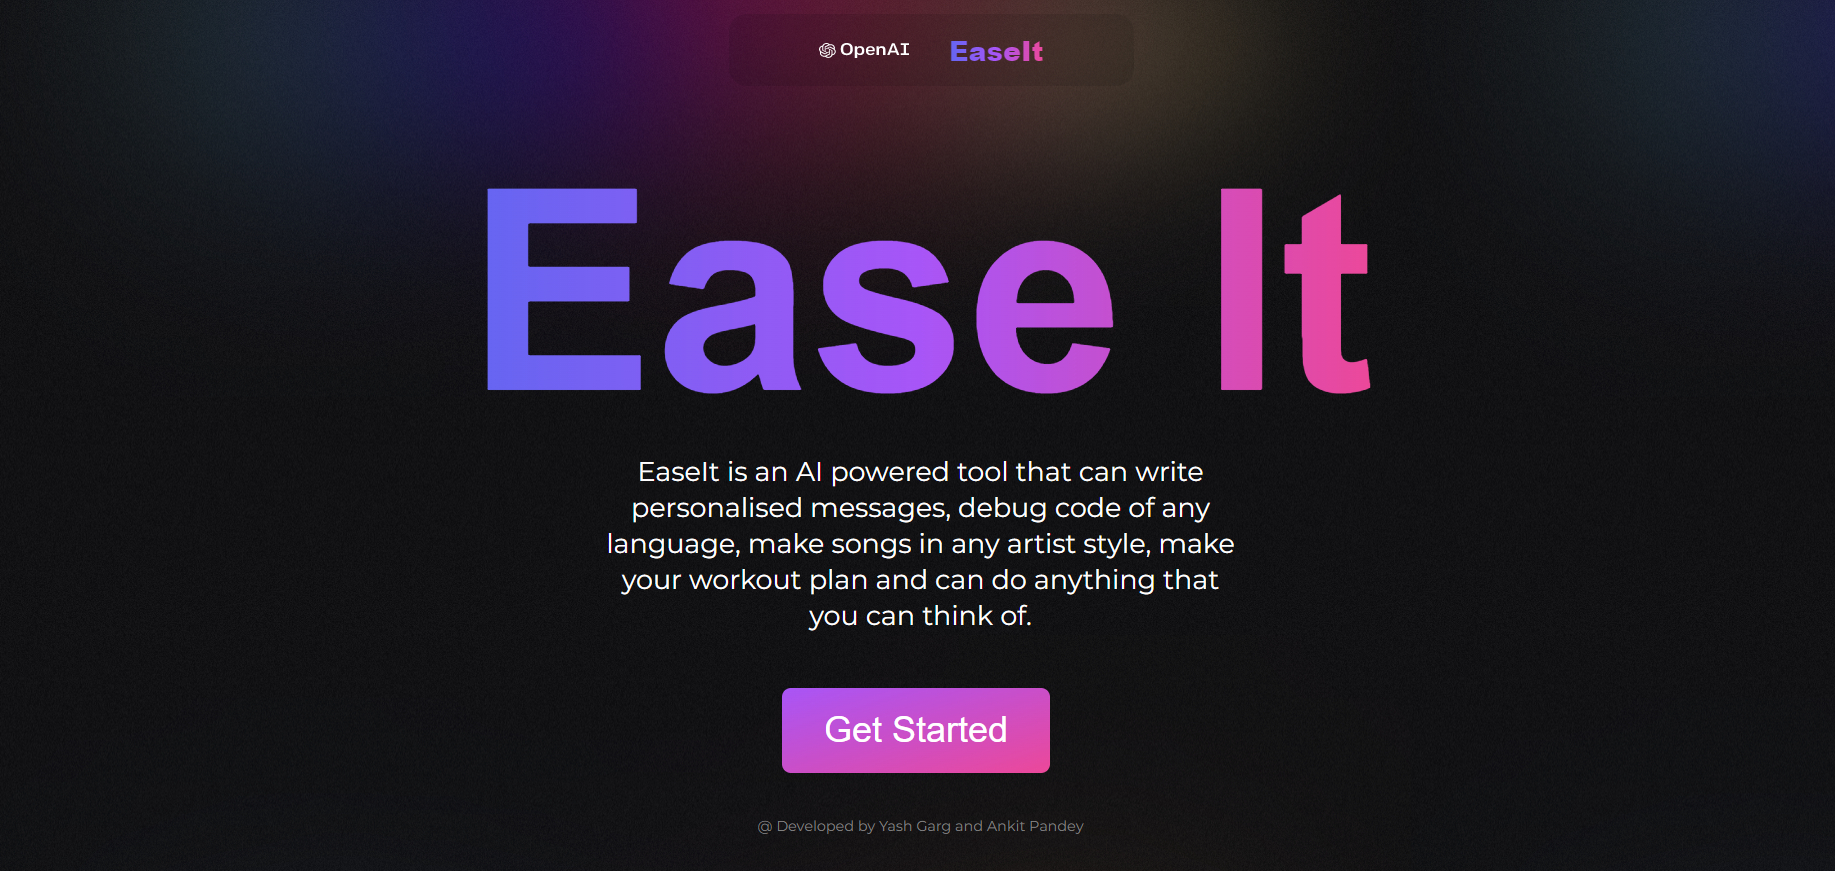 OpenAI EaseIt
Ease It
EaseIt is an AI powered tool that can write
personalised messages, debug code of any
language, make songs in any artist style, make
your workout plan and can do anything that
you can think of.
Get Started
@ Developed by Yash Garg and Ankit Pandey